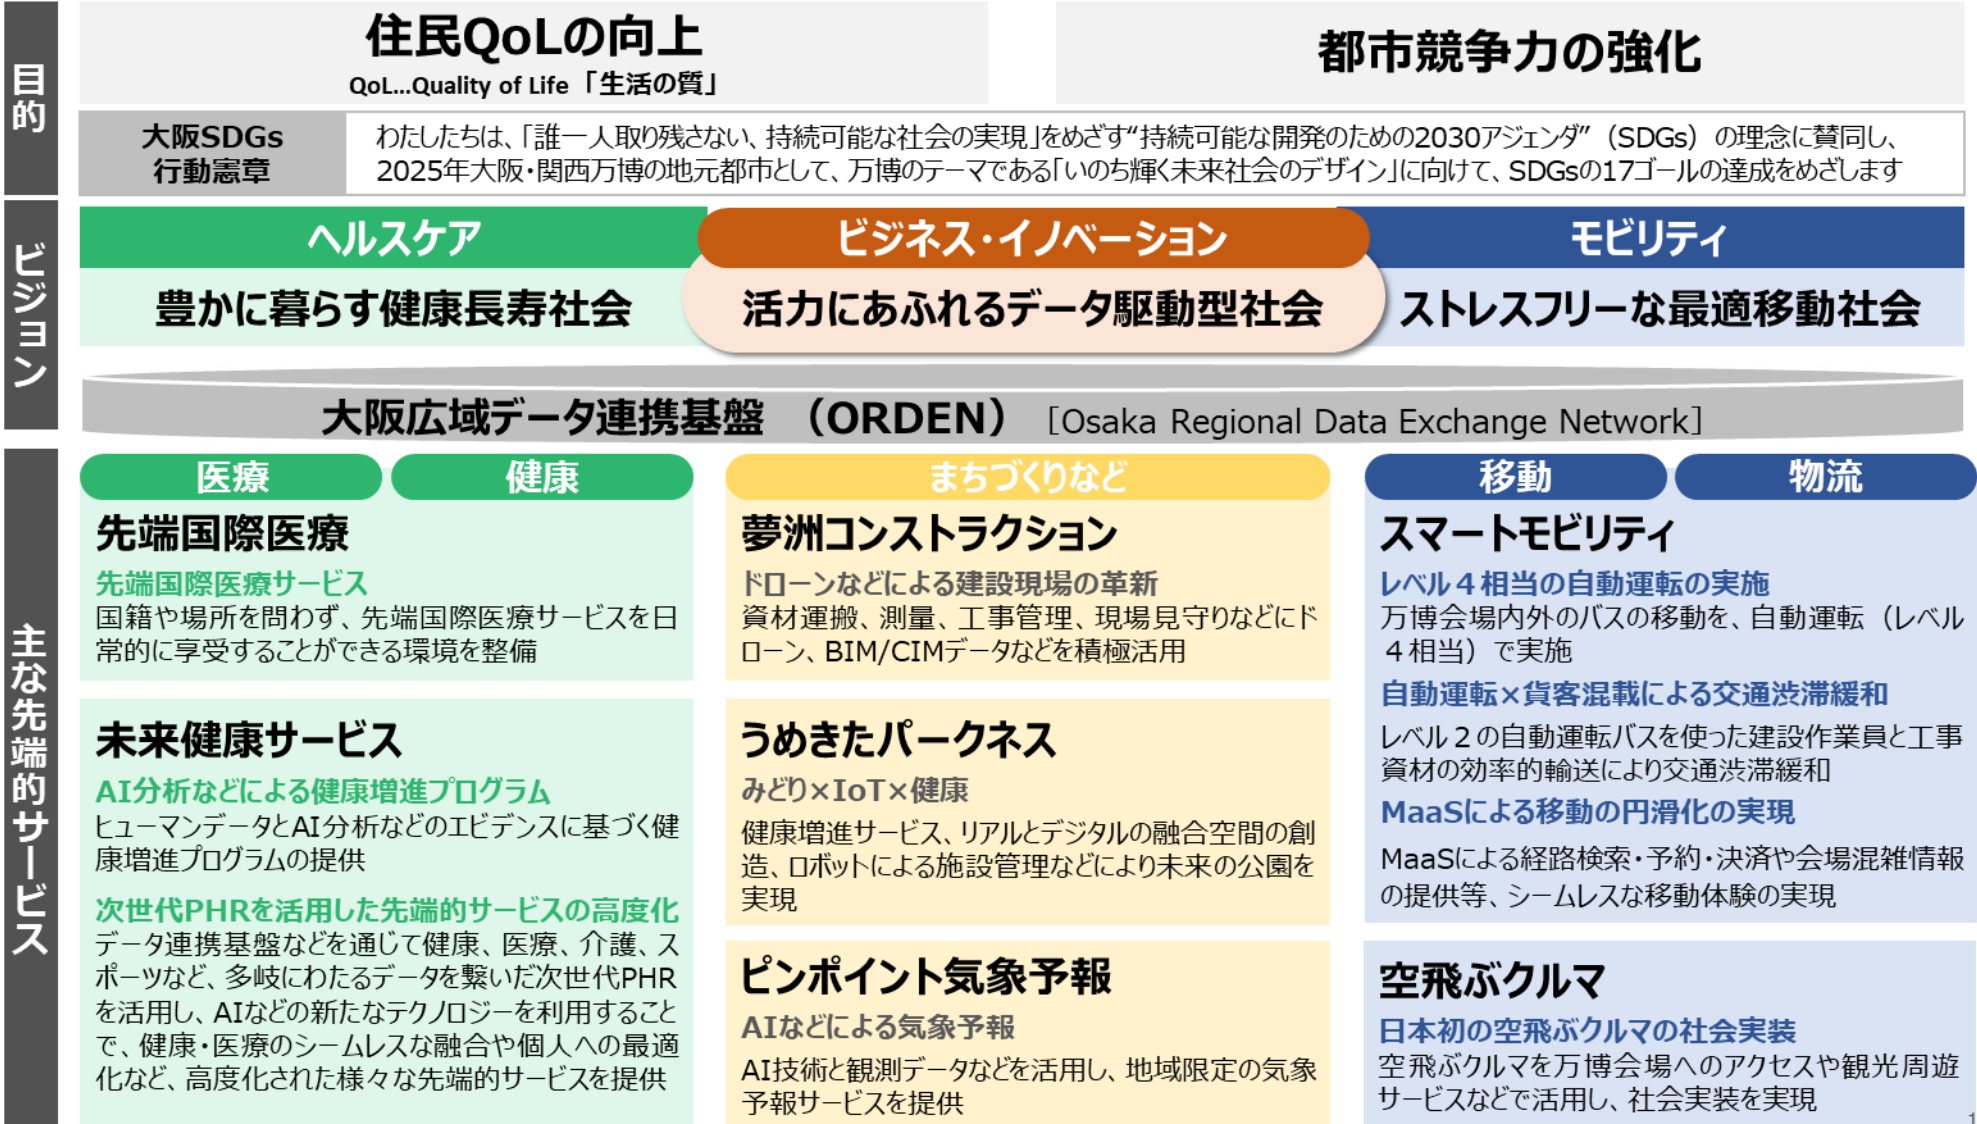 目的
住民QoLの向上
QoL…Quality of Life「生活の質」
都市競争力の強化
大阪SDGs
行動憲章
わたしたちは、「誰一人取り残さない、持続可能な社会の実現」をめざす“持続可能な開発のための2030アジェンダ”（SDGs）の理念に賛同し、
2025年大阪・関西万博の地元都市として、万博のテーマである「いのち輝く未来社会のデザイン」に向けて、SDGsの17ゴールの達成をめざします
ビジョン
ヘルスケア
豊かに暮らす健康長寿社会
ビジネス・イノベーション
活力にあふれるデータ駆動型社会
モビリティ
ストレスフリーな最適移動社会
大阪広域データ連携基盤 （ORDEN）［Osaka Regional Data Exchange Network］
主な先端的サービス
医療
健康
先端国際医療
先端国際医療サービス
国籍や場所を問わず、先端国際医療サービスを日
常的に享受することができる環境を整備
未来健康サービス
AI分析などによる健康増進プログラム
ヒューマンデータとAI分析などのエビデンスに基づく健
康増進プログラムの提供
次世代PHRを活用した先端的サービスの高度化
データ連携基盤などを通じて健康、医療、介護、ス
ポーツなど、多岐にわたるデータを繋いだ次世代PHR
を活用し、AIなどの新たなテクノロジーを利用すること
で、健康・医療のシームレスな融合や個人への最適
化など、高度化された様々な先端的サービスを提供
まちづくりなど
夢洲コンストラクション
ドローンなどによる建設現場の革新
資材運搬、測量、工事管理、現場見守りなどにド
ローン、BIM/CIMデータなどを積極活用
うめきたパークネス
みどり×IoT×健康
健康増進サービス、リアルとデジタルの融合空間の創
造、ロボットによる施設管理などにより未来の公園を
実現
ピンポイント気象予報
AIなどによる気象予報
AI技術と観測データなどを活用し、地域限定の気象
予報サービスを提供
移動
物流
スマートモビリティ
レベル４相当の自動運転の実施
万博会場内外のバスの移動を、自動運転（レベル
４相当）で実施
自動運転×貨客混載による交通渋滞緩和
レベル２の自動運転バスを使った建設作業員と工事
資材の効率的輸送により交通渋滞緩和
MaaSによる移動の円滑化の実現
MaaSによる経路検索・予約・決済や会場混雑情報
の提供等、シームレスな移動体験の実現
空飛ぶクルマ
日本初の空飛ぶクルマの社会実装
空飛ぶクルマを万博会場へのアクセスや観光周遊
サービスなどで活用し、社会実装を実現
1